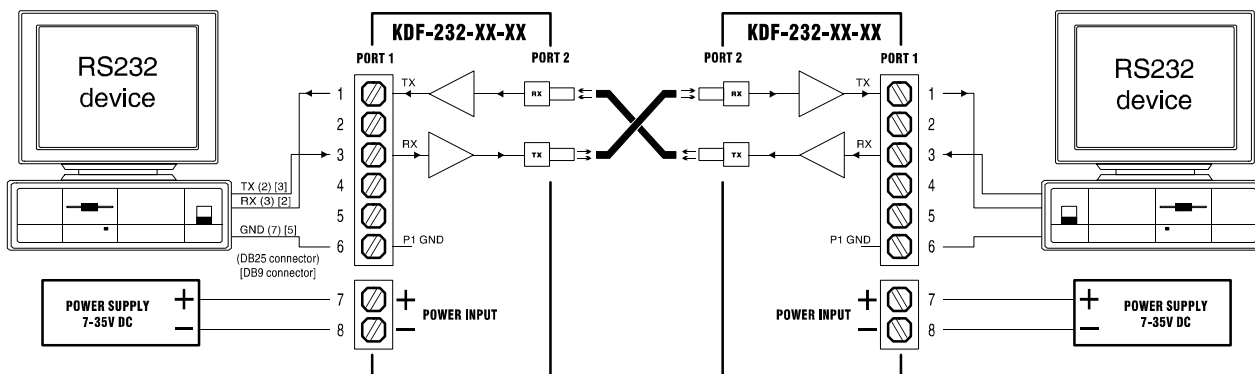 KDF-232-XX-XX
KDF-232-XX-XX
PORT 1
PORT 2
PORT 2
PORT 1
RS232
device
RS232
device
TX
RX
RX
TX
1
1
2
2
RX
TX
TX
RX
3
3
4
4
TX (2) [3]
RX (3) [2]
5
5
GND (7) [5]
P1 GND
P1 GND
6
6
(DB25 connector)
[DB9 connector]
POWER SUPPLY
7-35V DC
+
−
7
8
+
−
POWER INPUT
POWER INPUT
+
−
7
8
+
−
POWER SUPPLY
7-35V DC